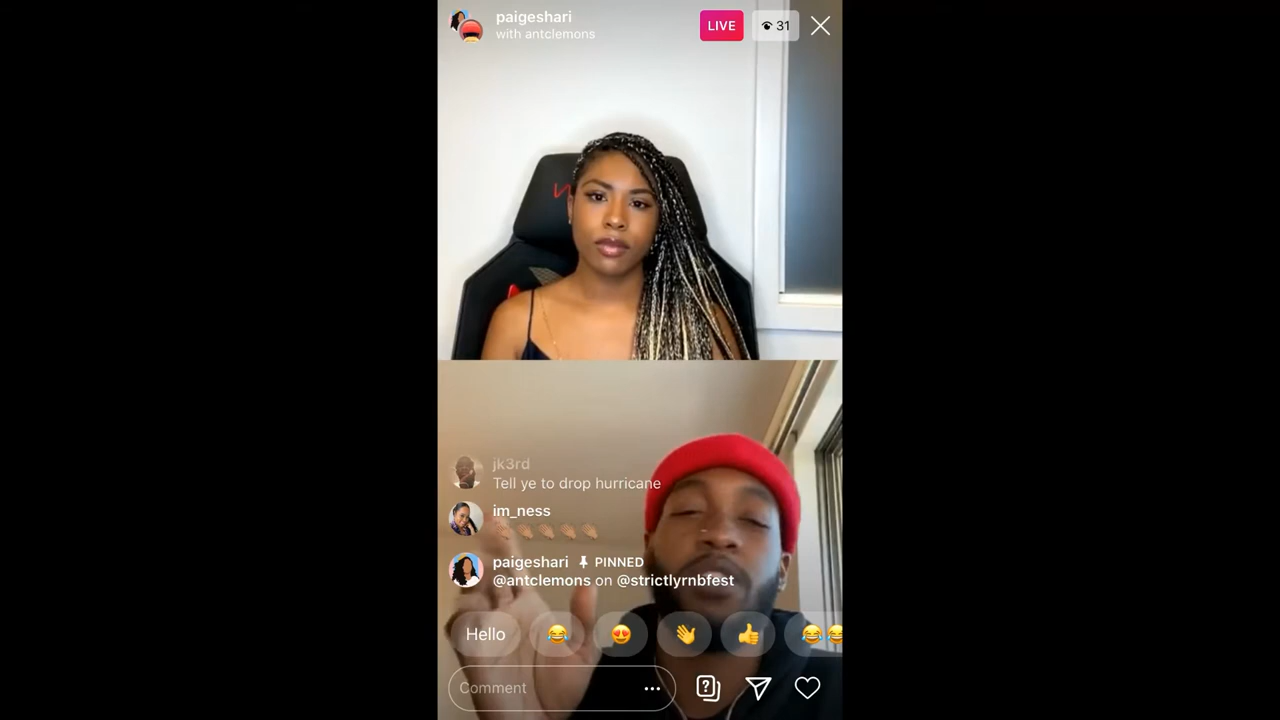 paigeshari
with antclemons
LIVE
31
jk3rd
Tell ye to drop hurricane
im_ness
paigeshari PINNED
@antclemons on @strictlyrnbfest
Hello
Comment